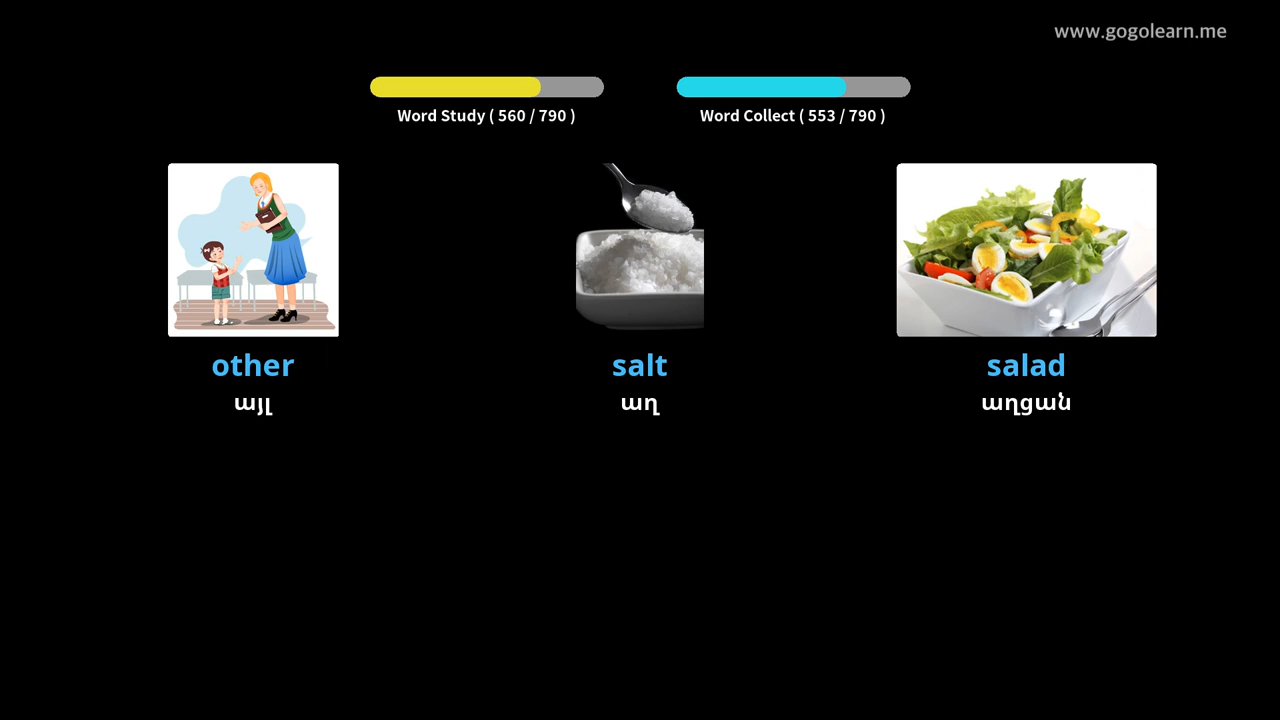 www.gogolearn.me
Word Study ( 560 / 790 )
Word Collect ( 553 / 790 )
other
salt
salad
այլ
աղ
աղցան